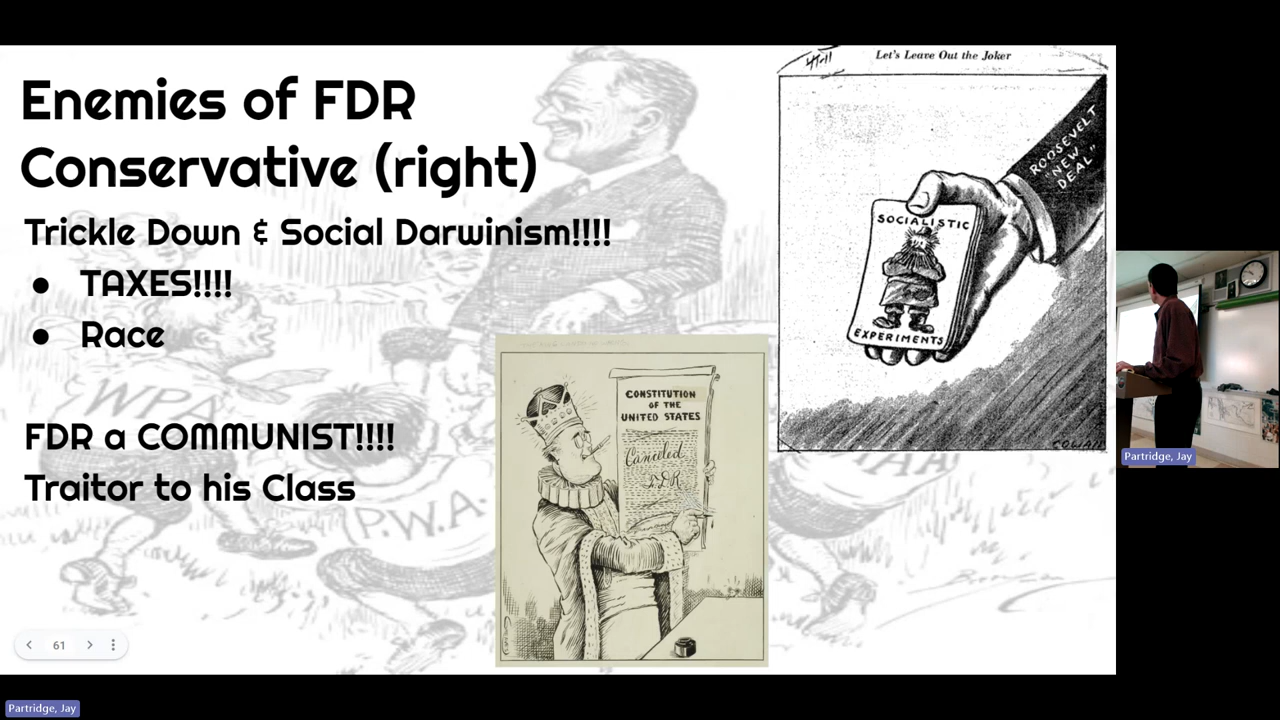 Enemies of FDR
Conservative (right)
Trickle Down & Social Darwinism!!!!
● TAXES!!!!
● Race
FDR a COMMUNIST!!!!
Traitor to his Class
WPA
P.W.A.
AAA
Let's Leave Out the Joker
ROOSEVELT
"NEW
DEAL"
SOCIALISTIC
EXPERIMENTS
COWAN
CONSTITUTION
OF THE
UNITED STATES
Canceled
FDR
61
Partridge, Jay
Partridge, Jay